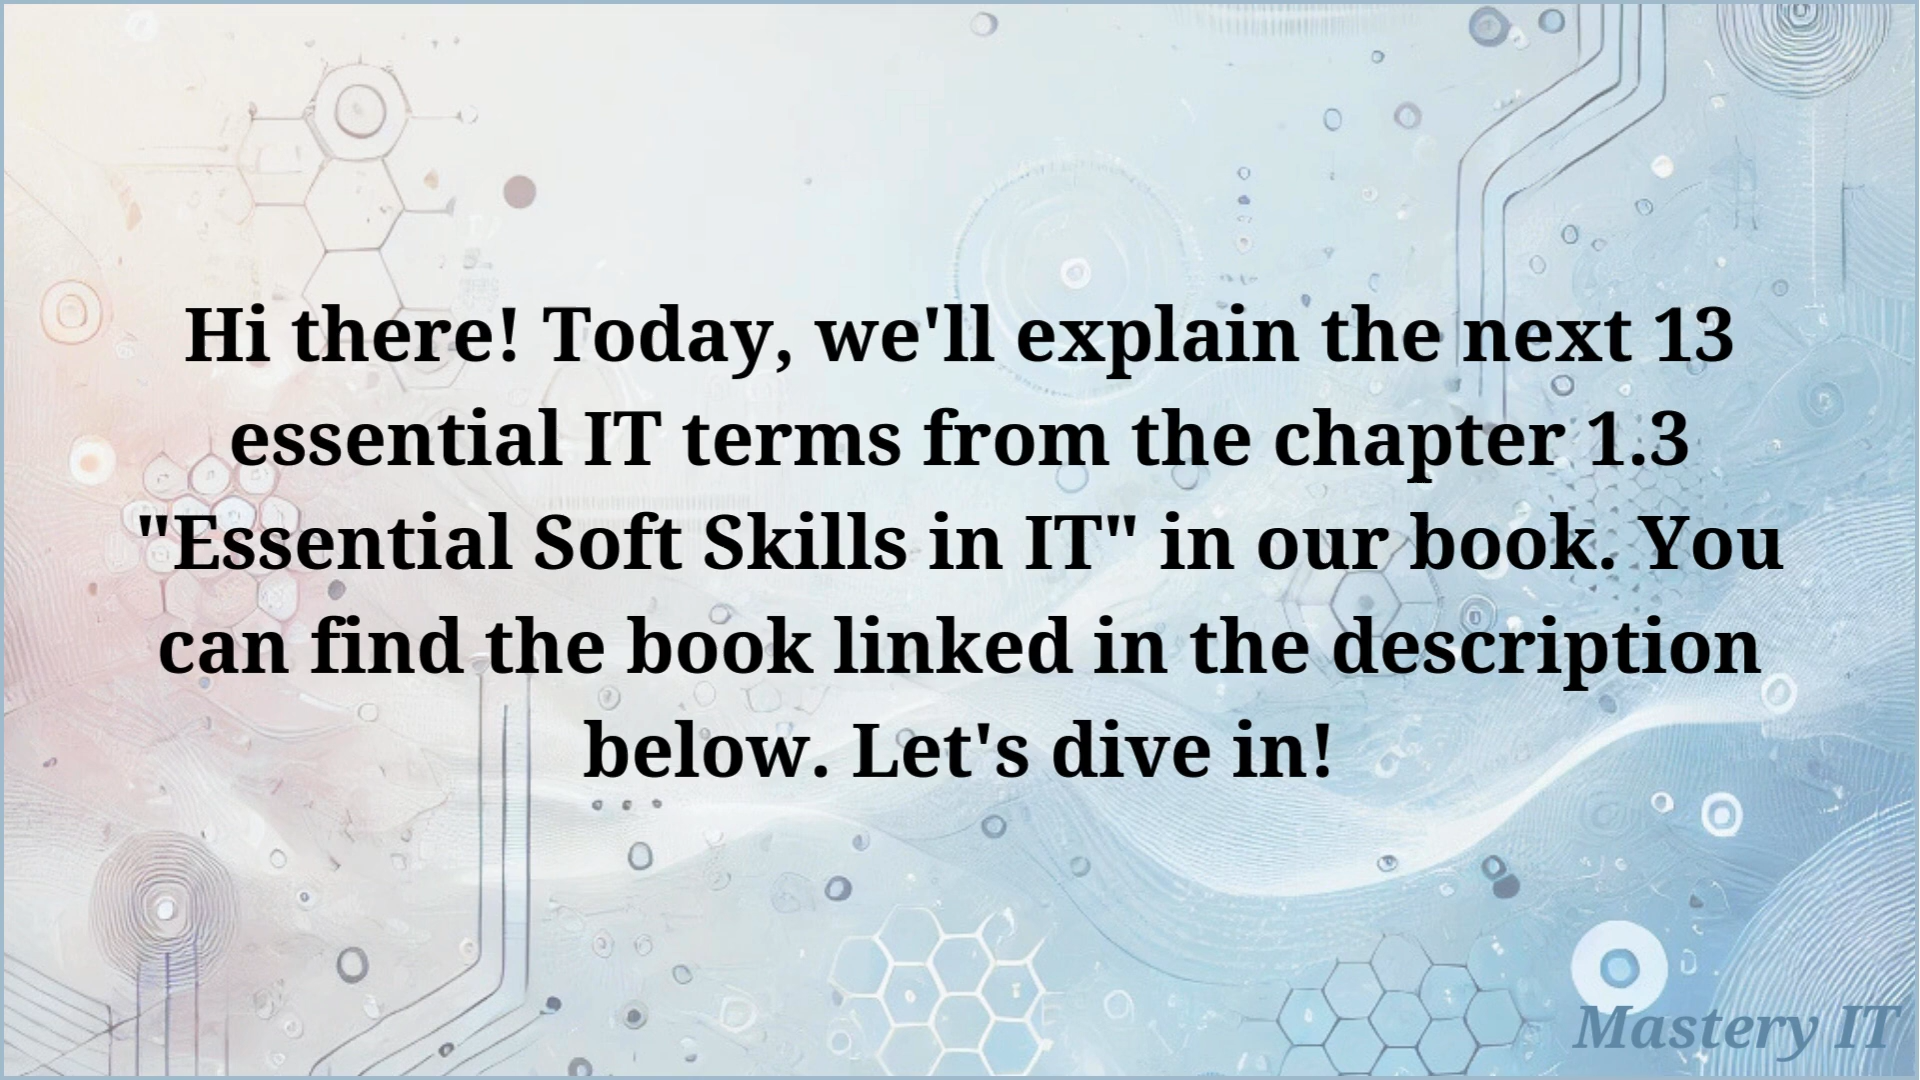 Hi there! Today, we'll explain the next 13
essential IT terms from the chapter 1.3
"Essential Soft Skills in IT" in our book. You
can find the book linked in the description
below. Let's dive in!
Mastery IT